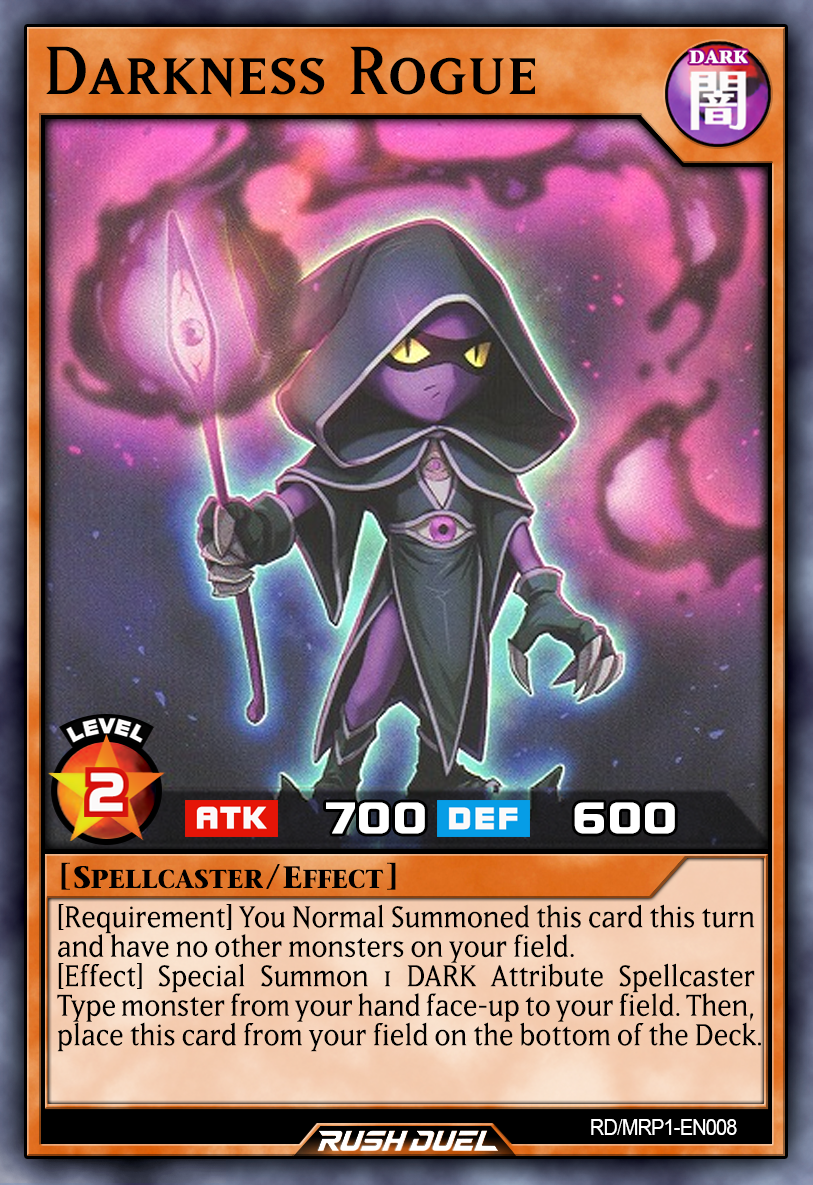 DARKNESS ROGUE
DARK
闇
LEVEL
2
ATK 700 DEF 600
[SPELLCASTER/EFFECT]
[Requirement] You Normal Summoned this card this turn
and have no other monsters on your field.
[Effect] Special Summon 1 DARK Attribute Spellcaster
Type monster from your hand face-up to your field. Then,
place this card from your field on the bottom of the Deck.
RD/MRP1-EN008
RUSH DUEL